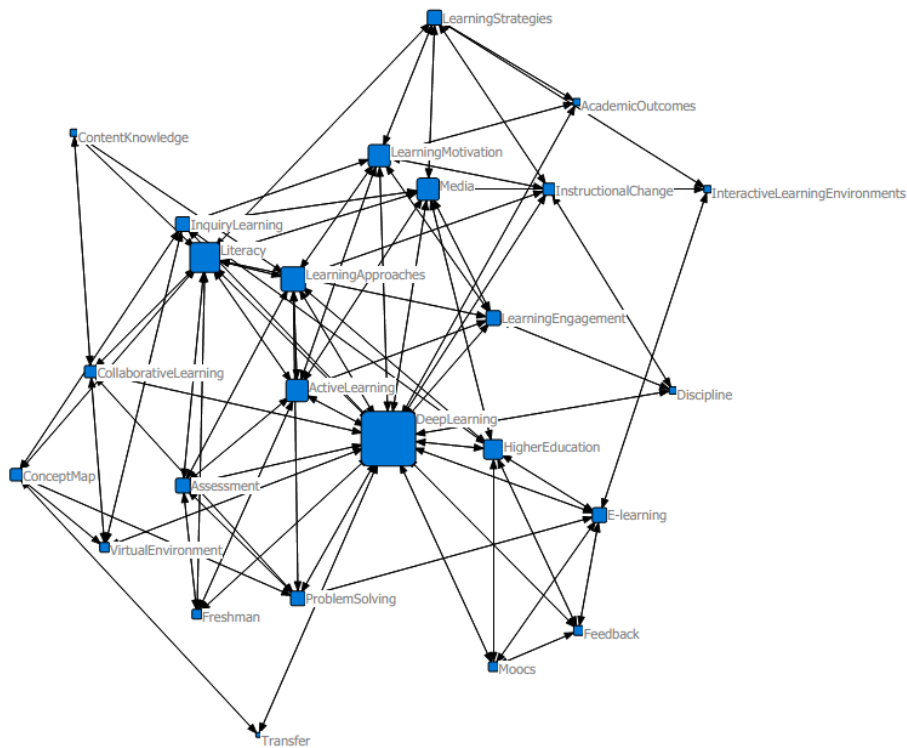 LearningStrategies
AcademicOutcomes
ContentKnowledge
LearningMotivation
Media
InstructionalChange
InteractiveLearningEnvironments
InquiryLearning
Literacy
LearningApproaches
LearningEngagement
CollaborativeLearning
ActiveLearning
Discipline
DeepLearning
HigherEducation
ConceptMap
Assessment
E-learning
VirtualEnvironment
ProblemSolving
Freshman
Feedback
Moocs
Transfer